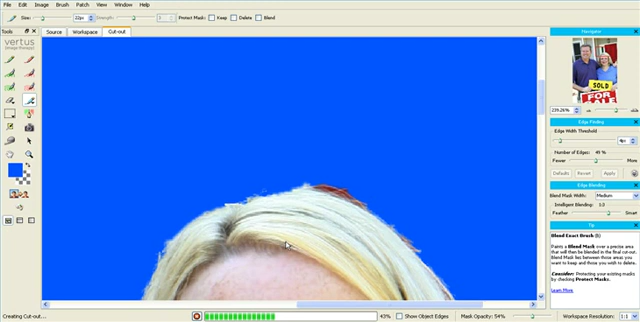 File Edit Image Brush Patch View Window Help
Size: 22px Strength: Protect Mask: Keep Delete Blend
Tools
Source Workspace Cut-out
vertus
Navigator
SOLD
FOR
SALE
239.26%
Edge Finding
Edge Width Threshold
4px
Number of Edges: 49 %
Fewer More
Defaults Revert Apply
Edge Blending
Blend Mask Width: Medium
Intelligent Blending: 1.0
Feather Smart
Tip
Blend Exact Brush (b)
Paints a Blend Mask over a precise area
that will then be blended in the final cut-out.
Blend Mask lies between those areas you
want to keep and those you wish to delete.
Consider: Protecting your existing masks
by checking Protect Masks.
Learn More
Creating Cut-out... 43% Show Object Edges Mask Opacity: 54% Workspace Resolution: 1:1